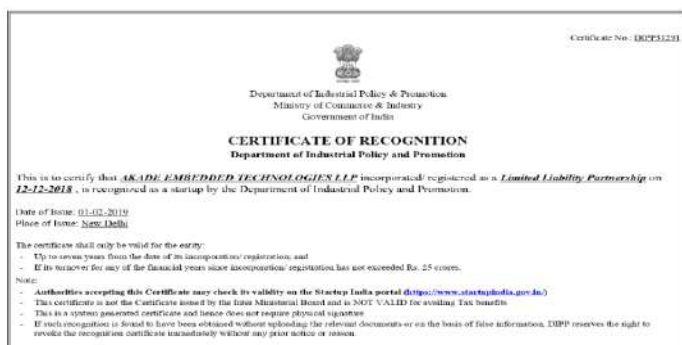 Certificate No.: DIPP31291
Department of Industrial Policy & Promotion
Ministry of Commerce & Industry
Government of India
CERTIFICATE OF RECOGNITION
Department of Industrial Policy and Promotion
This is to certify that AKADE EMBEDDED TECHNOLOGIES LLP incorporated/ registered as a Limited Liability Partnership on
12-12-2018 , is recognized as a startup by the Department of Industrial Policy and Promotion.
Date of Issue: 01-02-2019
Place of Issue: New Delhi
The certificate shall only be valid for the entity:
- Up to seven years from the date of its incorporation/ registration; and
- If its turnover for any of the financial years since incorporation/ registration has not exceeded Rs. 25 crores.
Note:
- Authorities accepting this Certificate may check its validity on the Startup India portal (https://www.startupindia.gov.in/)
- This certificate is not the Certificate issued by the Inter Ministerial Board and is NOT VALID for availing Tax benefits
- This is a system generated certificate and hence does not require physical signature
- If such recognition is found to have been obtained without uploading the relevant documents or on the basis of false information, DIPP reserves the right to
revoke the recognition certificate immediately without any prior notice or reason.